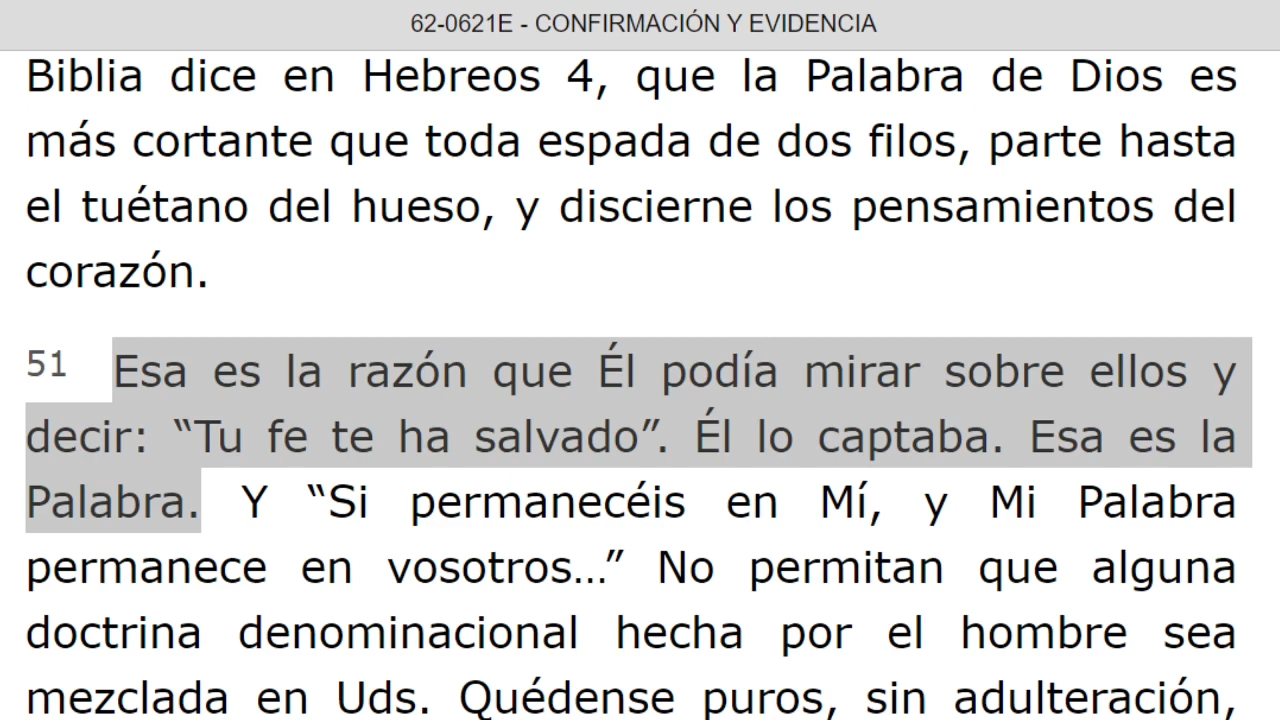 62-0621E - CONFIRMACIÓN Y EVIDENCIA
Biblia dice en Hebreos 4, que la Palabra de Dios es
más cortante que toda espada de dos filos, parte hasta
el tuétano del hueso, y discierne los pensamientos del
corazón.
51 Esa es la razón que Él podía mirar sobre ellos y
decir: “Tu fe te ha salvado”. Él lo captaba. Esa es la
Palabra. Y “Si permanecéis en Mí, y Mi Palabra
permanece en vosotros…” No permitan que alguna
doctrina denominacional hecha por el hombre sea
mezclada en Uds. Quédense puros, sin adulteración,